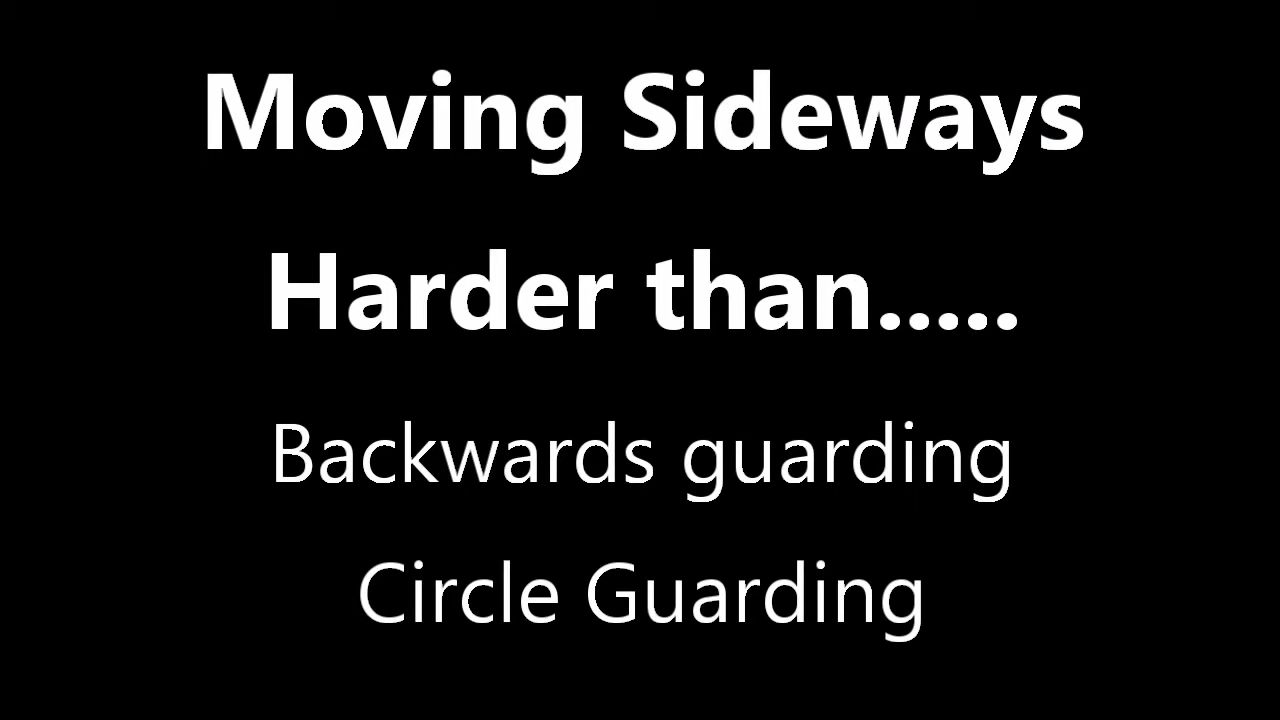 Moving Sideways
Harder than.....
Backwards guarding
Circle Guarding